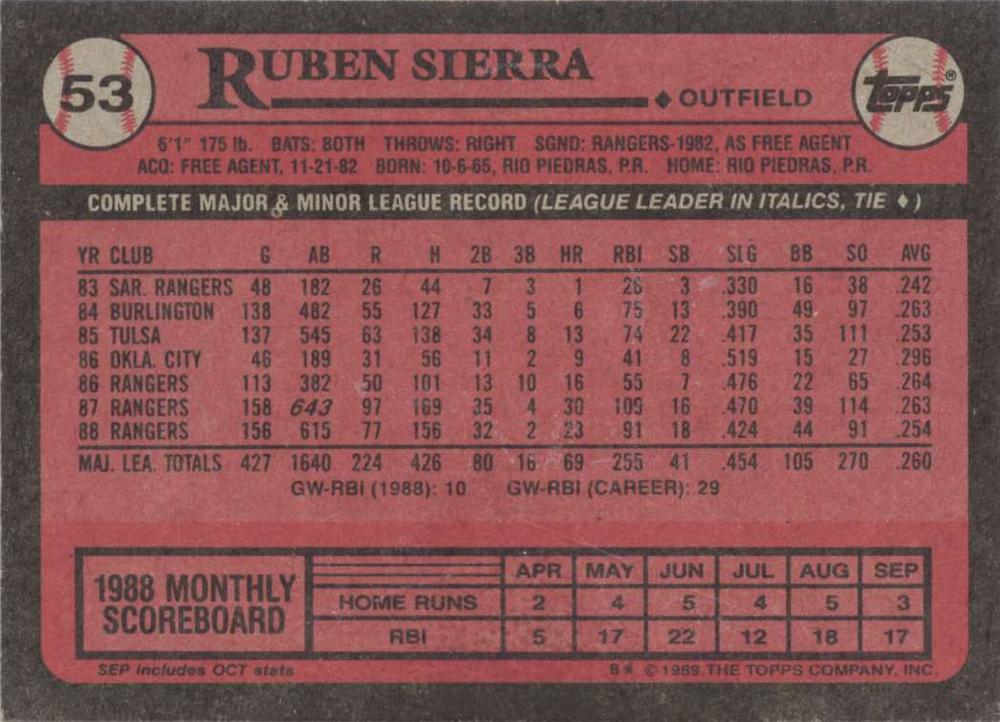 53
RUBEN SIERRA
♦ OUTFIELD
TOPPS®
6'1" 175 lb. BATS: BOTH THROWS: RIGHT SGND: RANGERS-1982, AS FREE AGENT
ACQ: FREE AGENT, 11-21-82 BORN: 10-6-65, RIO PIEDRAS, P.R. HOME: RIO PIEDRAS, P.R.
COMPLETE MAJOR & MINOR LEAGUE RECORD (LEAGUE LEADER IN ITALICS, TIE ♦)
YR CLUB G AB R H 2B 3B HR RBI SB SLG BB SO AVG
83 SAR. RANGERS 48 182 26 44 7 3 1 26 3 .330 16 38 .242
84 BURLINGTON 138 482 55 127 33 5 6 75 13 .390 49 97 .263
85 TULSA 137 545 63 138 34 8 13 74 22 .417 35 111 .253
86 OKLA. CITY 46 189 31 56 11 2 9 41 8 .519 15 27 .296
86 RANGERS 113 382 50 101 13 10 16 55 7 .476 22 65 .264
87 RANGERS 158 643 97 169 35 4 30 109 16 .470 39 114 .263
88 RANGERS 156 615 77 156 32 2 23 91 18 .424 44 91 .254
MAJ. LEA. TOTALS 427 1640 224 426 80 16 69 255 41 .454 105 270 .260
GW-RBI (1988): 10 GW-RBI (CAREER): 29
1988 MONTHLY
SCOREBOARD
APR MAY JUN JUL AUG SEP
HOME RUNS 2 4 5 4 5 3
RBI 5 17 22 12 18 17
SEP includes OCT stats
B* © 1989 THE TOPPS COMPANY, INC.